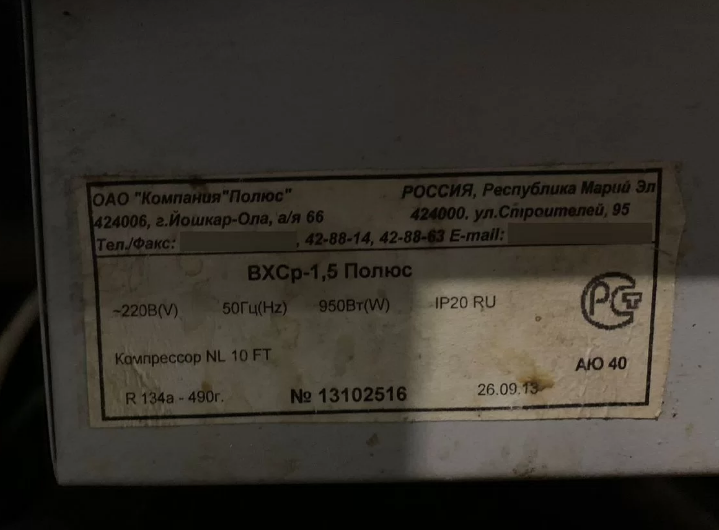 ОАО "Компания"Полюс" РОССИЯ, Республика Марий Эл
424006, г.Йошкар-Ола, а/я 66 424000. ул.Строителей, 95
Тел./Факс: , 42-88-14, 42-88-63 E-mail:
ВХСр-1,5 Полюс
~220В(V) 50Гц(Hz) 950Вт(W) IP20 RU
РСТ
Компрессор NL 10 FT
АЮ 40
R 134a - 490г. № 13102516 26.09.13